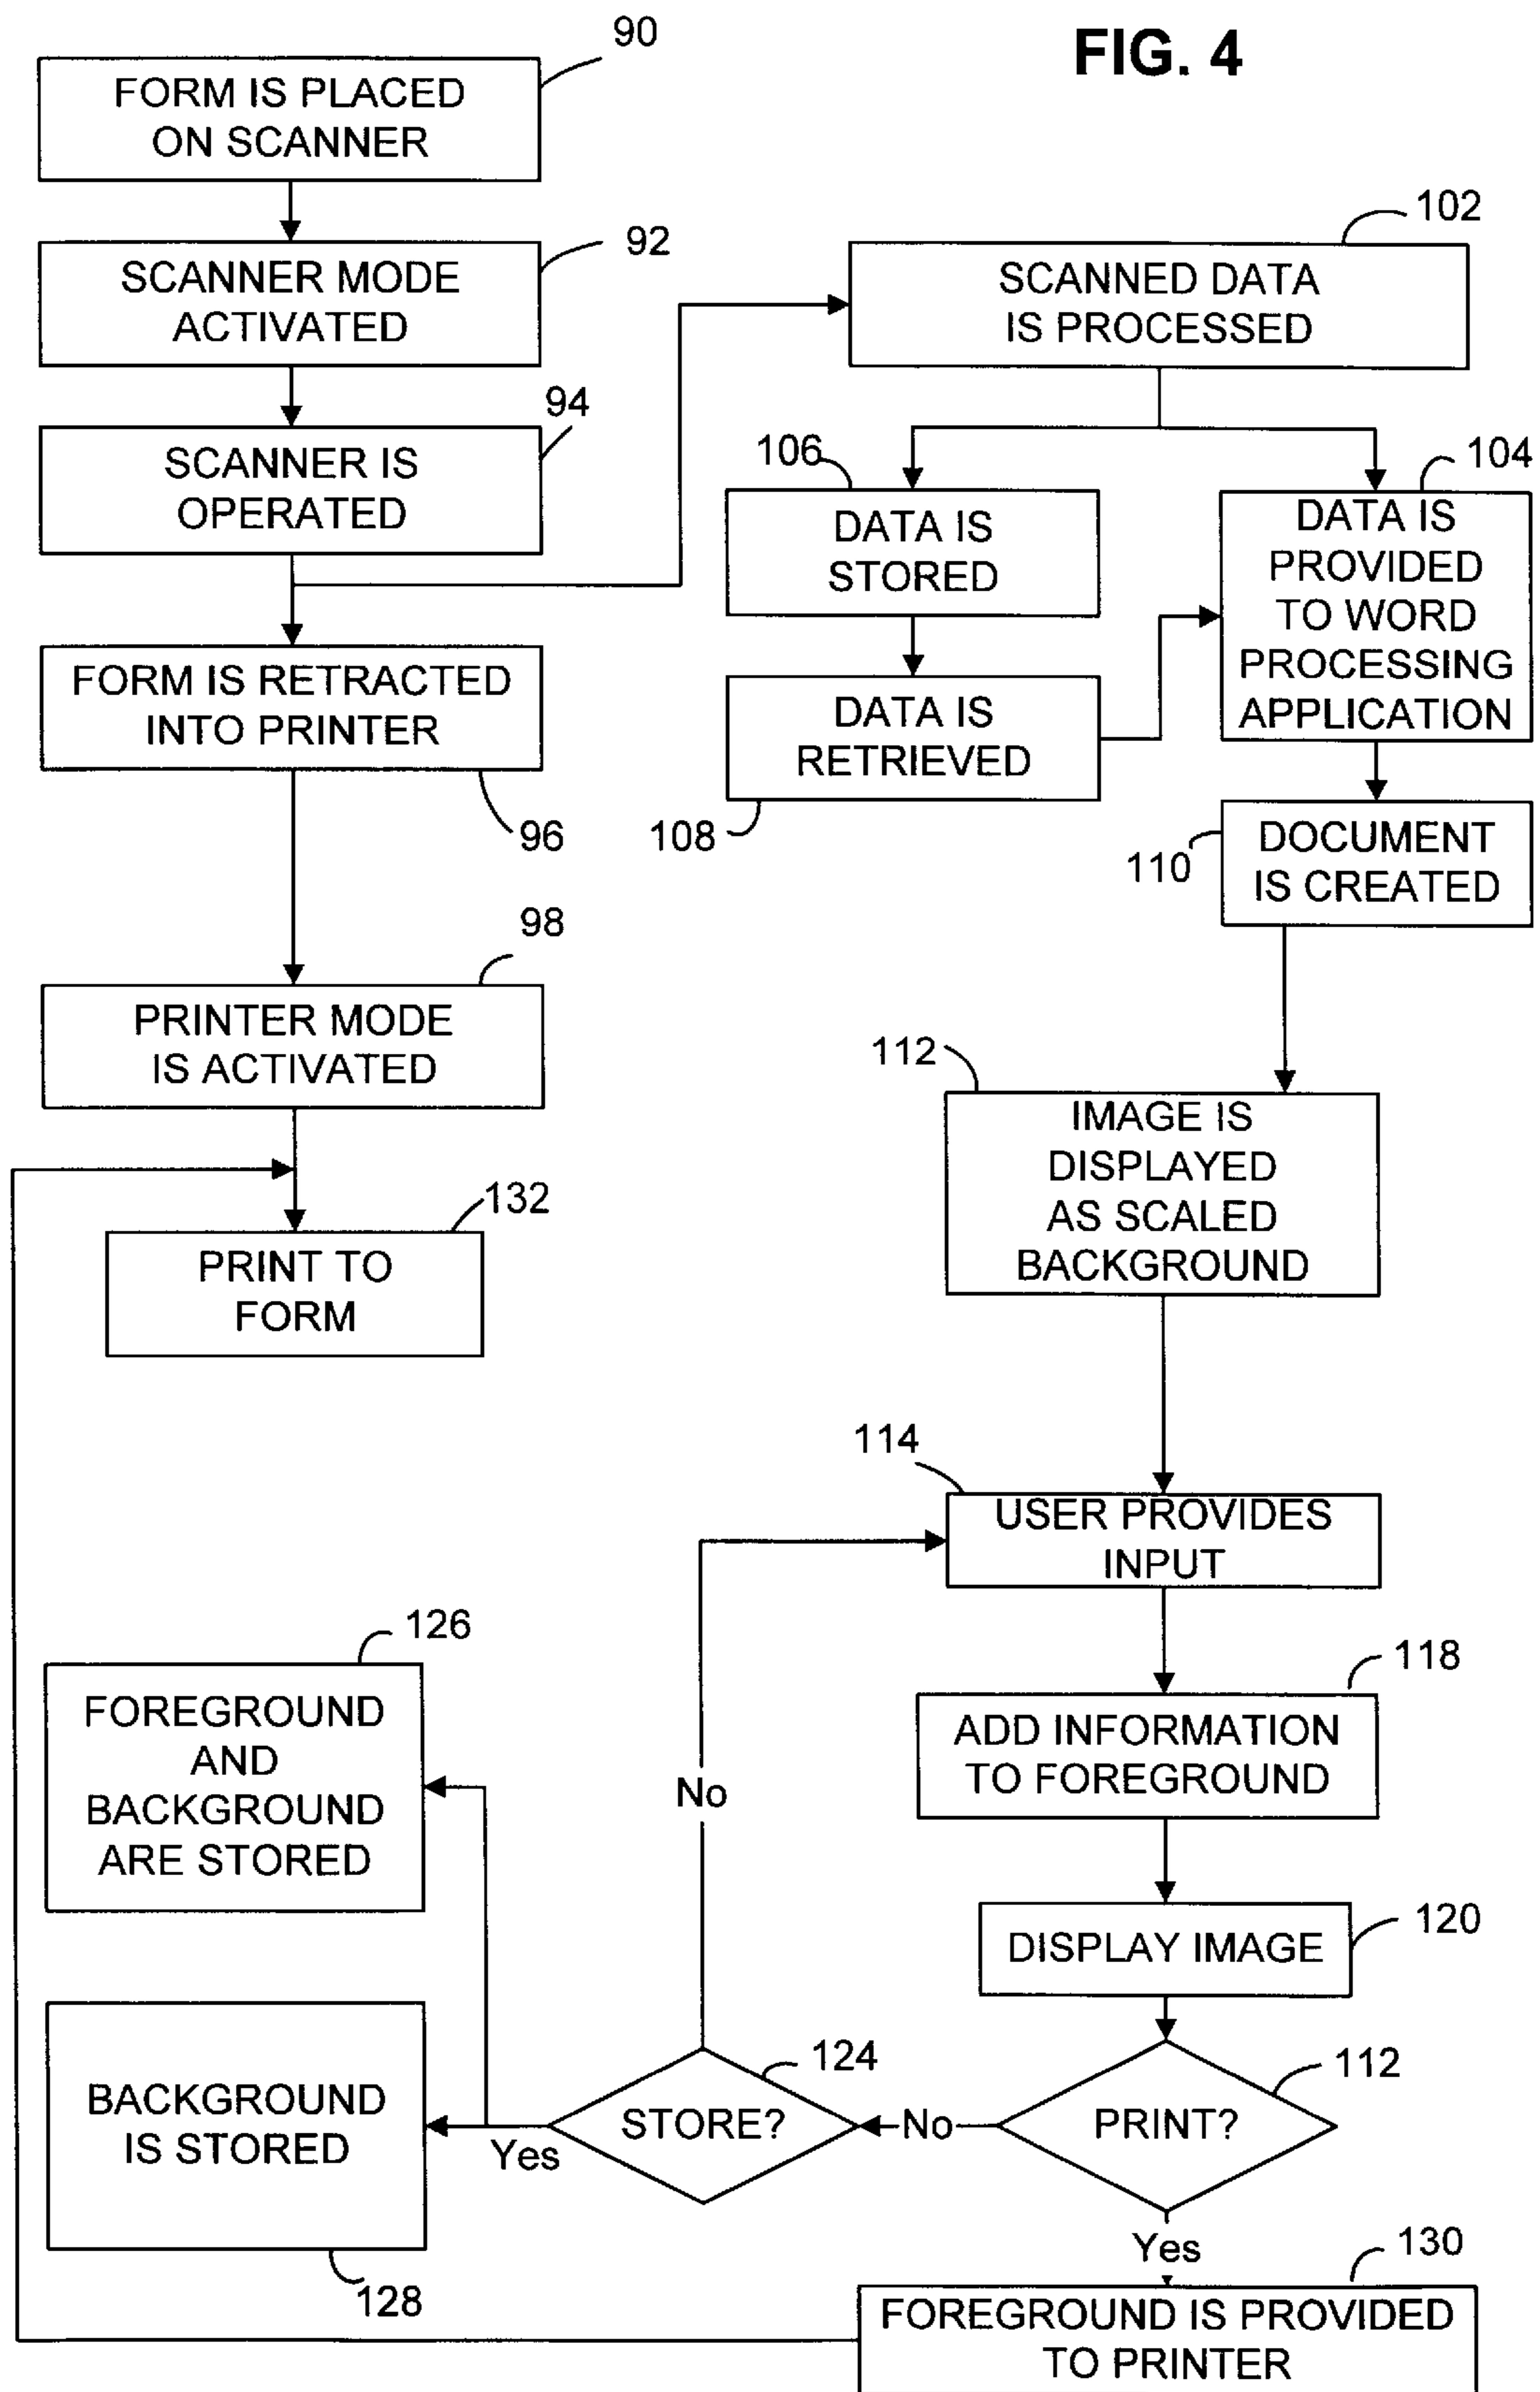 FIG. 4
90
FORM IS PLACED
ON SCANNER
92
SCANNER MODE
ACTIVATED
94
SCANNER IS
OPERATED
FORM IS RETRACTED
INTO PRINTER
96
98
PRINTER MODE
IS ACTIVATED
132
PRINT TO
FORM
102
SCANNED DATA
IS PROCESSED
106
DATA IS
STORED
104
DATA IS
PROVIDED
TO WORD
PROCESSING
APPLICATION
DATA IS
RETRIEVED
108
110
DOCUMENT
IS CREATED
112
IMAGE IS
DISPLAYED
AS SCALED
BACKGROUND
114
USER PROVIDES
INPUT
118
ADD INFORMATION
TO FOREGROUND
120
DISPLAY IMAGE
112
PRINT?
No
124
STORE?
No
Yes
126
FOREGROUND
AND
BACKGROUND
ARE STORED
BACKGROUND
IS STORED
128
Yes
130
FOREGROUND IS PROVIDED
TO PRINTER